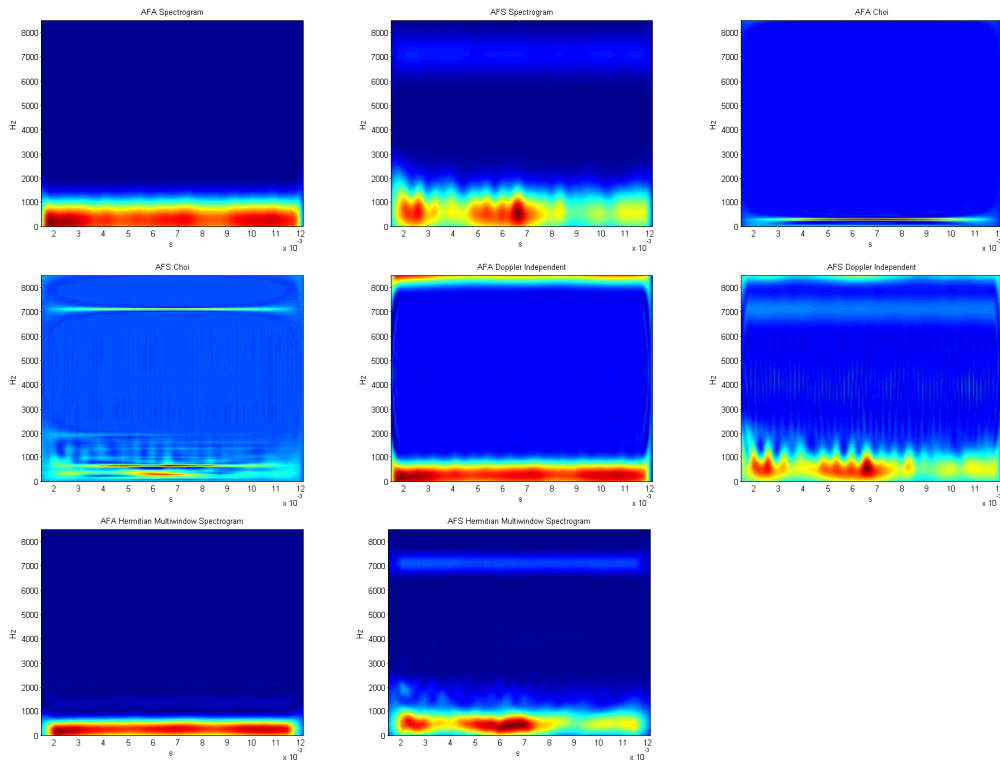 AFA Spectrogram
8000
7000
6000
5000
4000
3000
2000
1000
0
Hz
2 3 4 5 6 7 8 9 10 11 12
s
x 10⁻³
AFS Spectrogram
8000
7000
6000
5000
4000
3000
2000
1000
0
Hz
2 3 4 5 6 7 8 9 10 11 12
s
x 10⁻³
AFA Choi
8000
7000
6000
5000
4000
3000
2000
1000
0
Hz
2 3 4 5 6 7 8 9 10 11 12
s
x 10⁻³
AFS Choi
8000
7000
6000
5000
4000
3000
2000
1000
0
Hz
2 3 4 5 6 7 8 9 10 11 12
s
x 10⁻³
AFA Doppler Independent
8000
7000
6000
5000
4000
3000
2000
1000
0
Hz
2 3 4 5 6 7 8 9 10 11 12
s
x 10⁻³
AFS Doppler Independent
8000
7000
6000
5000
4000
3000
2000
1000
0
Hz
2 3 4 5 6 7 8 9 10 11 12
s
x 10⁻³
AFA Hermitian Multiwindow Spectrogram
8000
7000
6000
5000
4000
3000
2000
1000
0
Hz
2 3 4 5 6 7 8 9 10 11 12
s
x 10⁻³
AFS Hermitian Multiwindow Spectrogram
8000
7000
6000
5000
4000
3000
2000
1000
0
Hz
2 3 4 5 6 7 8 9 10 11 12
s
x 10⁻³